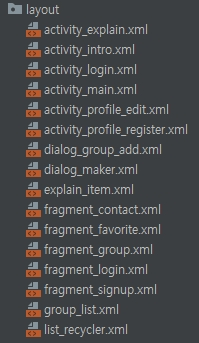 layout
activity_explain.xml
activity_intro.xml
activity_login.xml
activity_main.xml
activity_profile_edit.xml
activity_profile_register.xml
dialog_group_add.xml
dialog_maker.xml
explain_item.xml
fragment_contact.xml
fragment_favorite.xml
fragment_group.xml
fragment_login.xml
fragment_signup.xml
group_list.xml
list_recycler.xml